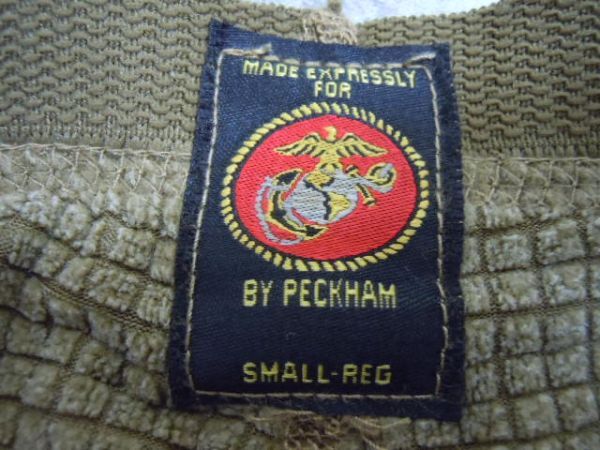 MADE EXPRESSLY
FOR
BY PECKHAM
SMALL-REG